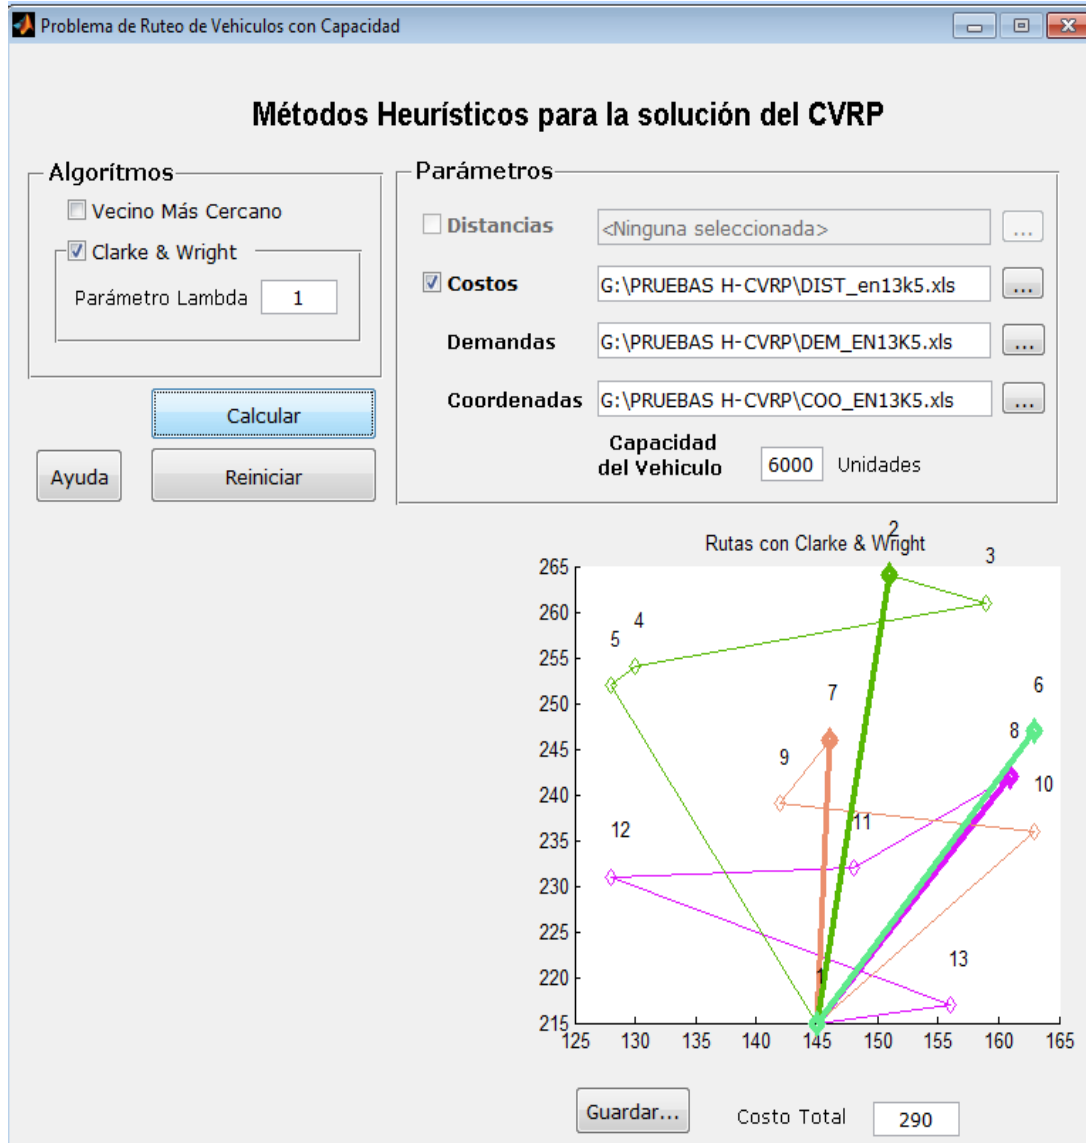 Problema de Ruteo de Vehiculos con Capacidad
Métodos Heurísticos para la solución del CVRP
Algorítmos
Vecino Más Cercano
Clarke & Wright
Parámetro Lambda 1
Calcular
Ayuda
Reiniciar
Parámetros
Distancias <Ninguna seleccionada> ...
Costos G:\PRUEBAS H-CVRP\DIST_en13k5.xls ...
Demandas G:\PRUEBAS H-CVRP\DEM_EN13K5.xls ...
Coordenadas G:\PRUEBAS H-CVRP\COO_EN13K5.xls ...
Capacidad
del Vehiculo 6000 Unidades
Rutas con Clarke & Wright
2
3
265
260
4
5
255
7
6
250
8
9
245
10
240
12
11
235
230
225
13
220
1
215
125 130 135 140 145 150 155 160 165
Guardar... Costo Total 290